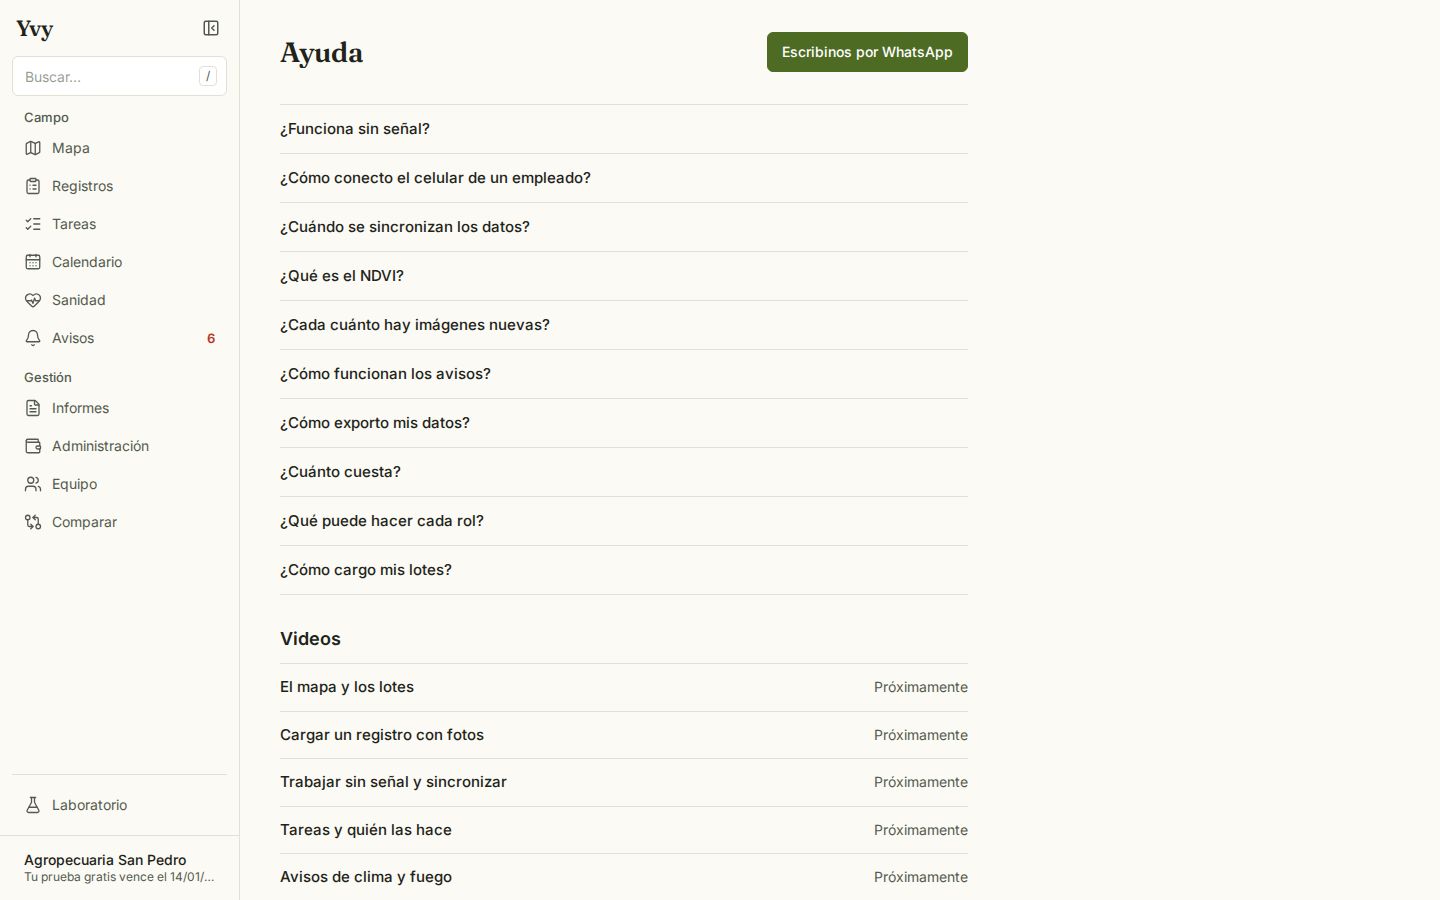 Yvy
Buscar...
/
Campo
Mapa
Registros
Tareas
Calendario
Sanidad
Avisos
6
Gestión
Informes
Administración
Equipo
Comparar
Laboratorio
Agropecuaria San Pedro
Tu prueba gratis vence el 14/01/...
Ayuda
Escribinos por WhatsApp
¿Funciona sin señal?
¿Cómo conecto el celular de un empleado?
¿Cuándo se sincronizan los datos?
¿Qué es el NDVI?
¿Cada cuánto hay imágenes nuevas?
¿Cómo funcionan los avisos?
¿Cómo exporto mis datos?
¿Cuánto cuesta?
¿Qué puede hacer cada rol?
¿Cómo cargo mis lotes?
Videos
El mapa y los lotes Próximamente
Cargar un registro con fotos Próximamente
Trabajar sin señal y sincronizar Próximamente
Tareas y quién las hace Próximamente
Avisos de clima y fuego Próximamente